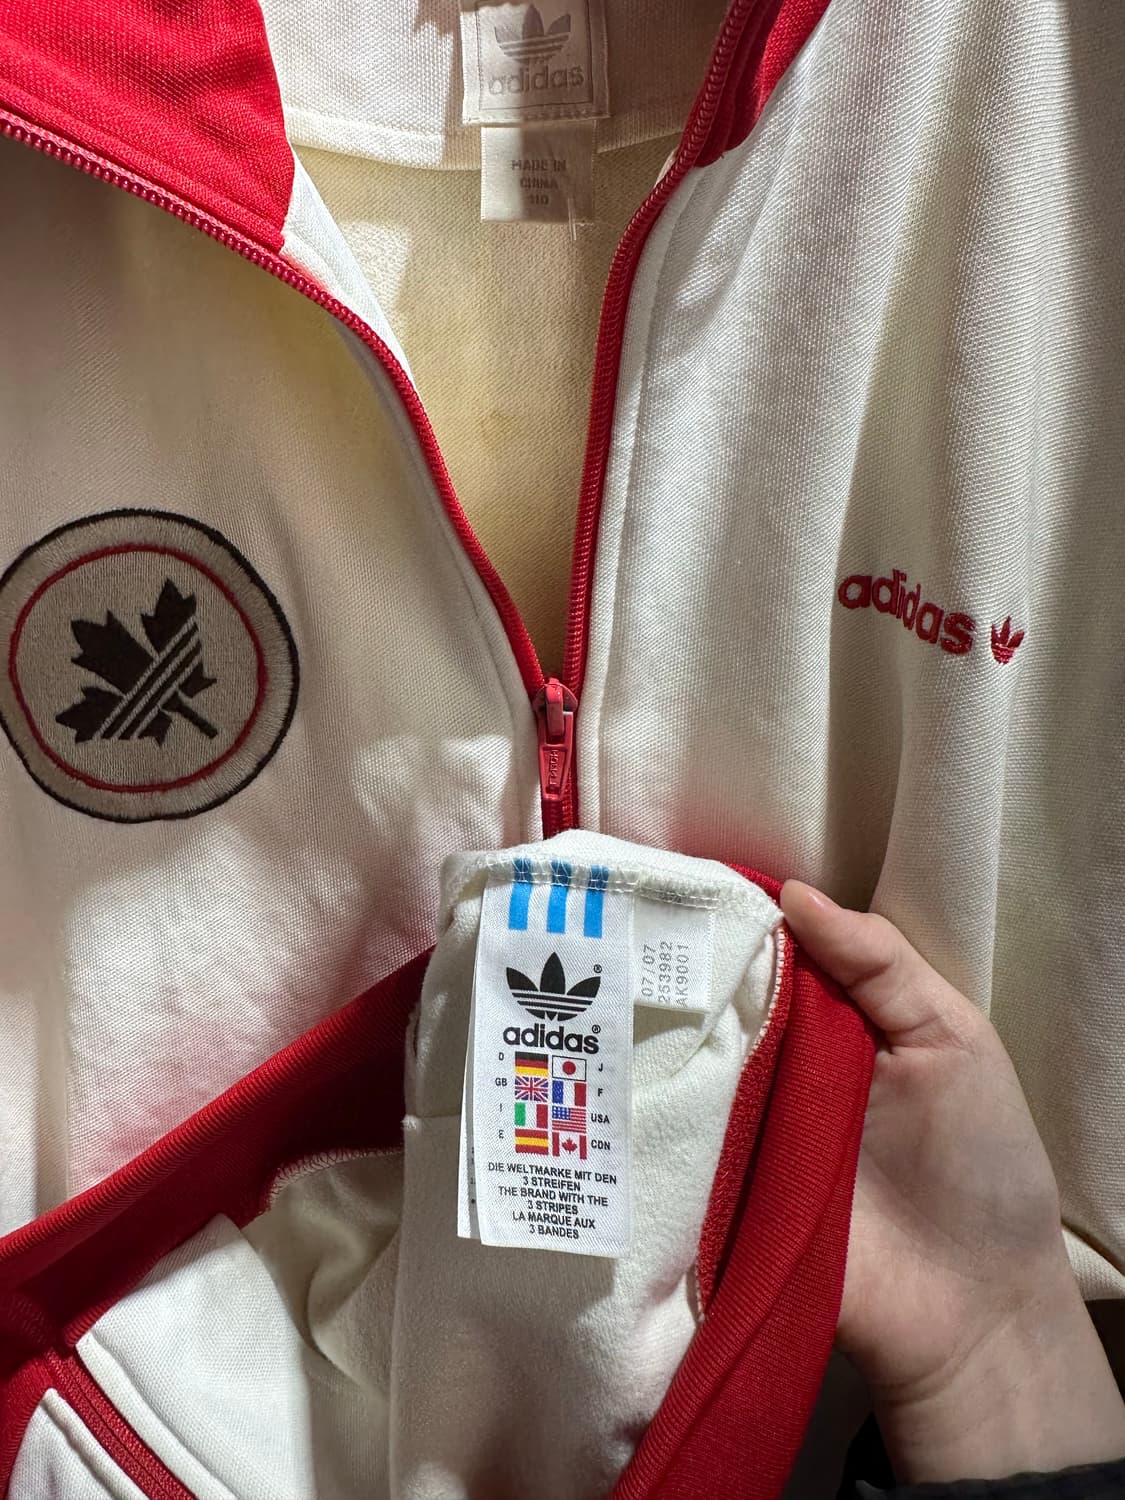 adidas
MADE IN
CHINA
adidas
07/07
253982
AK9001
adidas
D
J
GB
F
I
USA
E
CDN
DIE WELTMARKE MIT DEN
3 STREIFEN
THE BRAND WITH THE
3 STRIPES
LA MARQUE AUX
3 BANDES